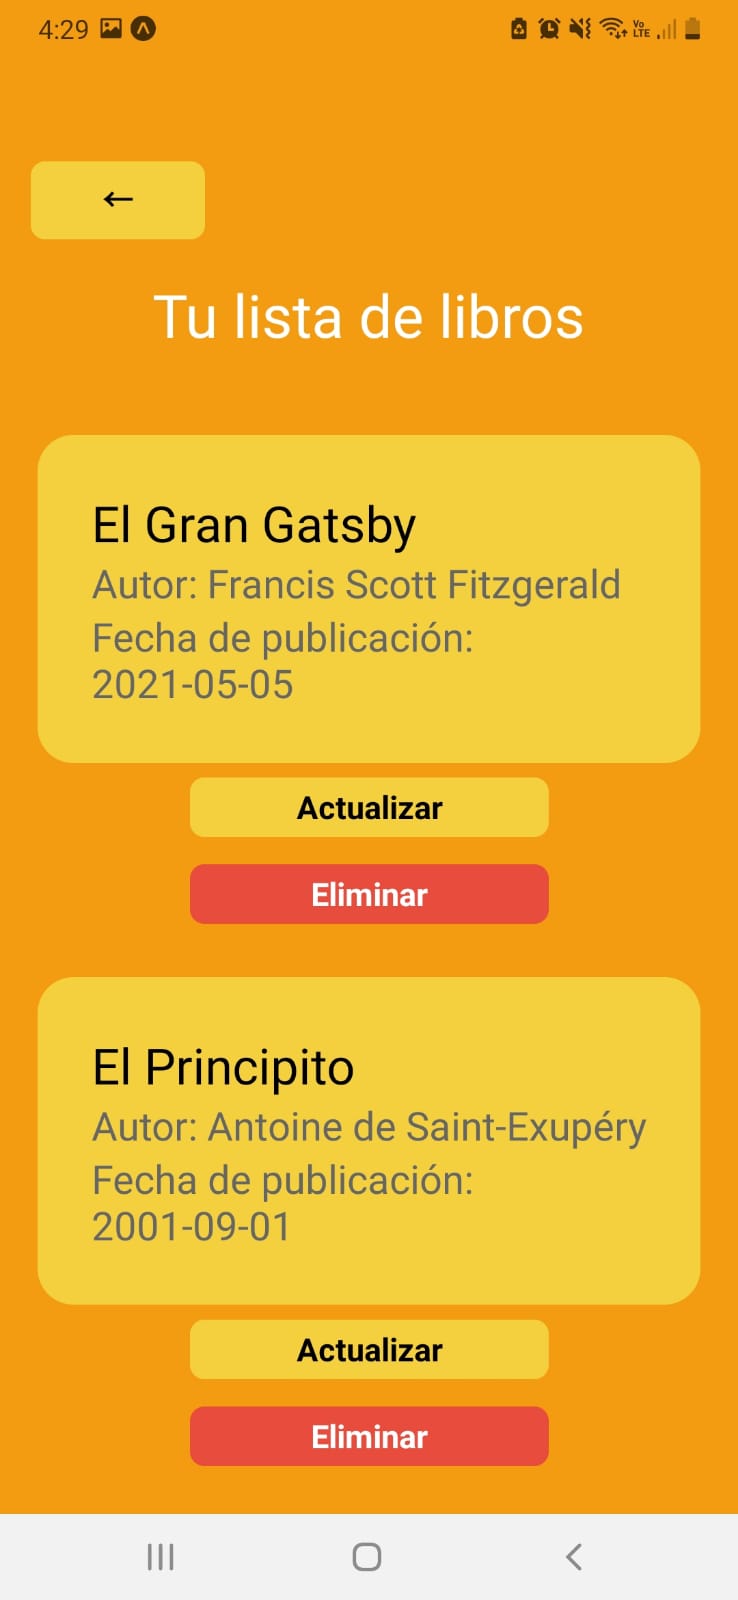 4:29
Vo
LTE
←
Tu lista de libros
El Gran Gatsby
Autor: Francis Scott Fitzgerald
Fecha de publicación:
2021-05-05
Actualizar
Eliminar
El Principito
Autor: Antoine de Saint-Exupéry
Fecha de publicación:
2001-09-01
Actualizar
Eliminar